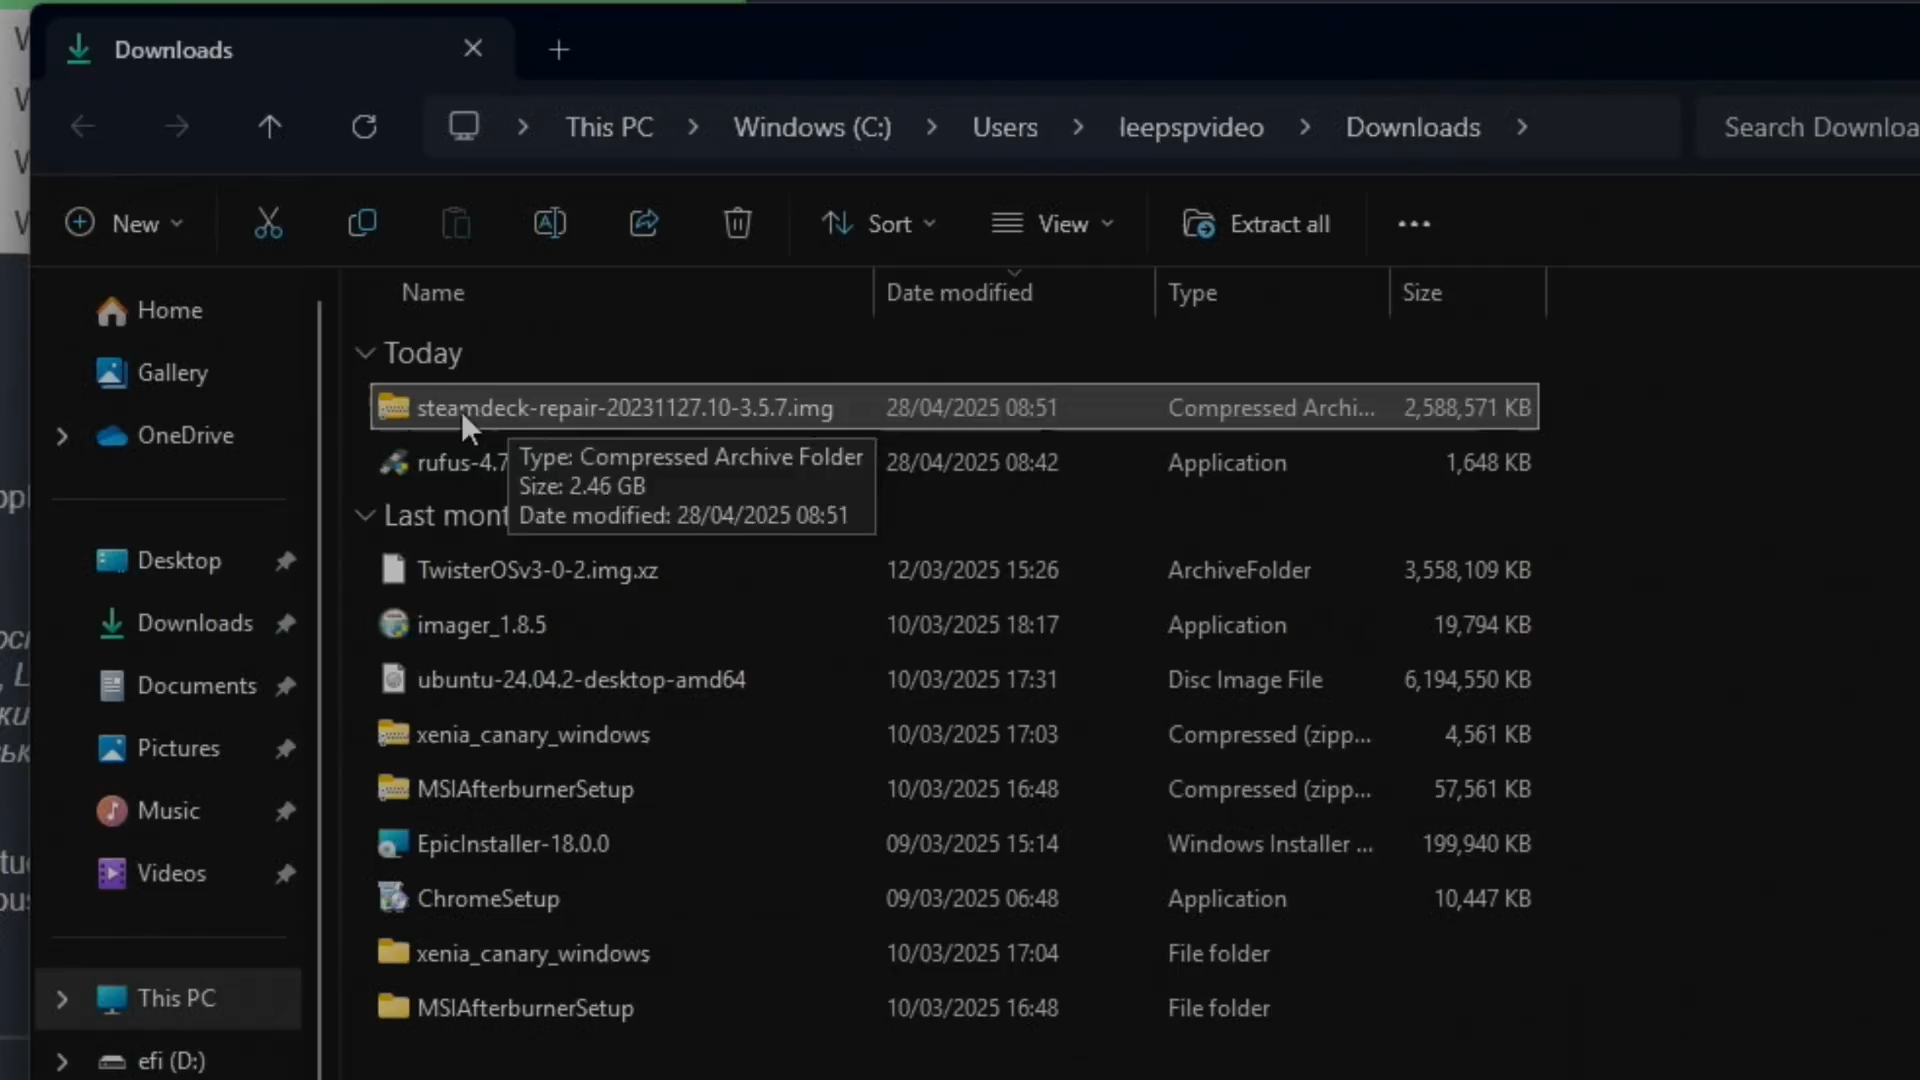 Downloads
This PC
Windows (C:)
Users
leepspvideo
Downloads
Search Downloa
New
Sort
View
Extract all
Name
Date modified
Type
Size
Home
Gallery
OneDrive
Desktop
Downloads
Documents
Pictures
Music
Videos
This PC
efi (D:)
Today
steamdeck-repair-20231127.10-3.5.7.img 28/04/2025 08:51 Compressed Archi... 2,588,571 KB
rufus-4.7 28/04/2025 08:42 Application 1,648 KB
Type: Compressed Archive Folder
Size: 2.46 GB
Date modified: 28/04/2025 08:51
Last mont
TwisterOSv3-0-2.img.xz 12/03/2025 15:26 ArchiveFolder 3,558,109 KB
imager_1.8.5 10/03/2025 18:17 Application 19,794 KB
ubuntu-24.04.2-desktop-amd64 10/03/2025 17:31 Disc Image File 6,194,550 KB
xenia_canary_windows 10/03/2025 17:03 Compressed (zipp... 4,561 KB
MSIAfterburnerSetup 10/03/2025 16:48 Compressed (zipp... 57,561 KB
EpicInstaller-18.0.0 09/03/2025 15:14 Windows Installer ... 199,940 KB
ChromeSetup 09/03/2025 06:48 Application 10,447 KB
xenia_canary_windows 10/03/2025 17:04 File folder
MSIAfterburnerSetup 10/03/2025 16:48 File folder